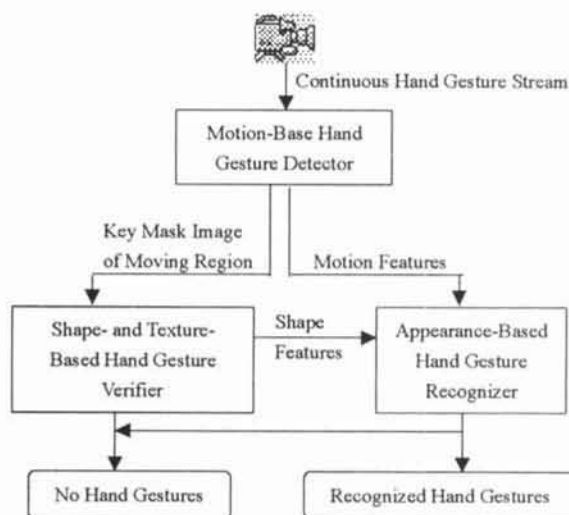 Continuous Hand Gesture Stream
Motion-Base Hand
Gesture Detector
Key Mask Image
of Moving Region
Motion Features
Shape- and Texture-
Based Hand Gesture
Verifier
Shape
Features
Appearance-Based
Hand Gesture
Recognizer
No Hand Gestures
Recognized Hand Gestures